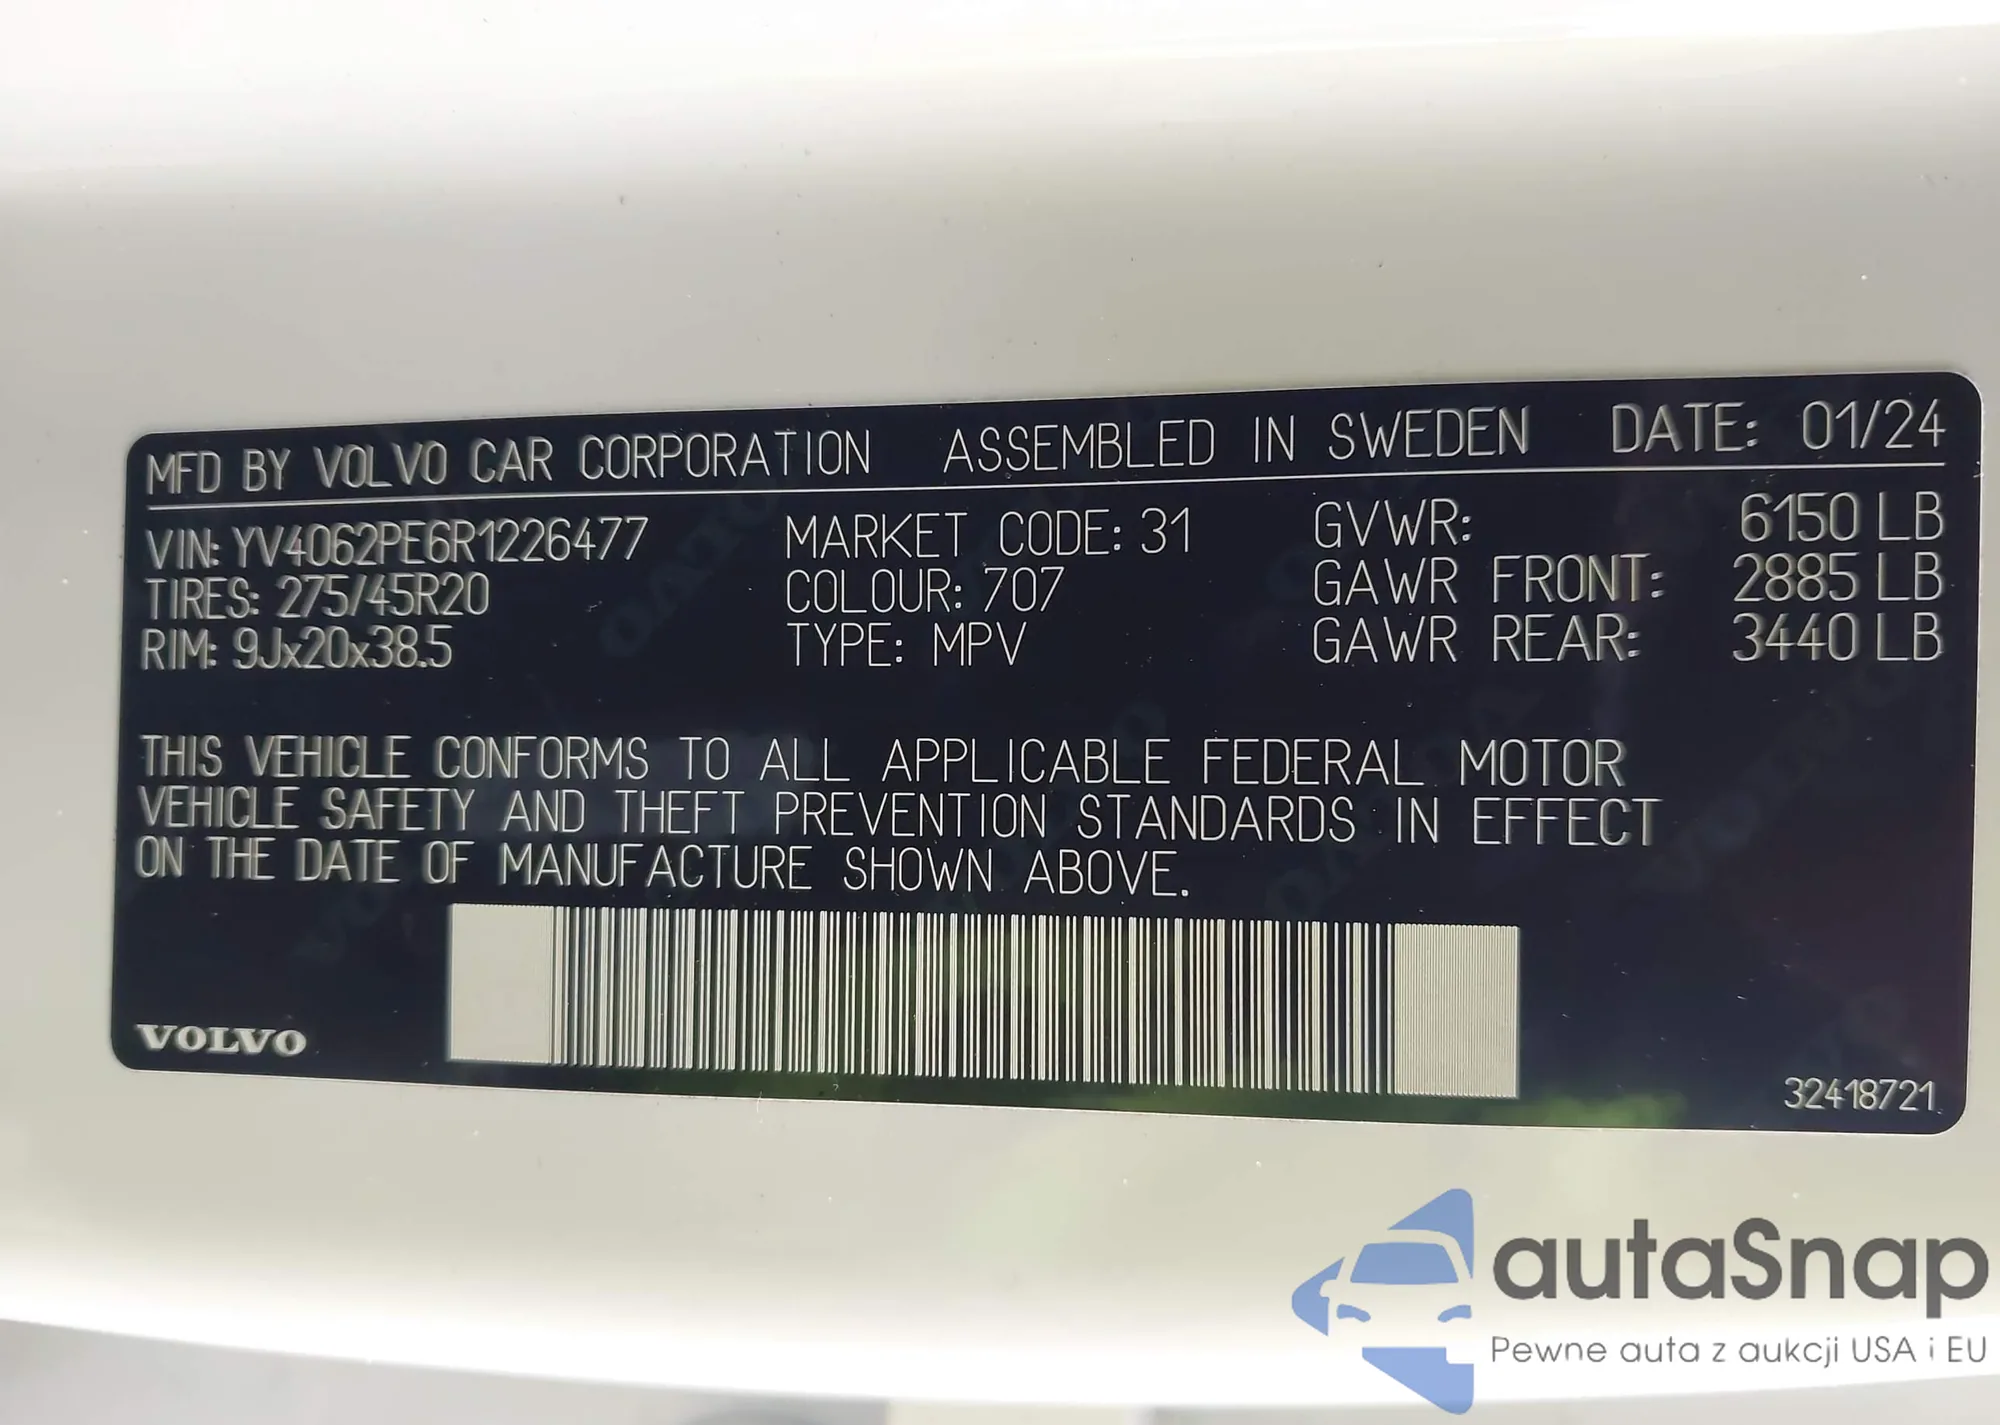 MFD BY VOLVO CAR CORPORATION ASSEMBLED IN SWEDEN DATE: 01/24
VIN: YV4062PE6R1226477 MARKET CODE: 31 GVWR: 6150 LB
TIRES: 275/45R20 COLOUR: 707 GAWR FRONT: 2885 LB
RIM: 9Jx20x38.5 TYPE: MPV GAWR REAR: 3440 LB
THIS VEHICLE CONFORMS TO ALL APPLICABLE FEDERAL MOTOR
VEHICLE SAFETY AND THEFT PREVENTION STANDARDS IN EFFECT
ON THE DATE OF MANUFACTURE SHOWN ABOVE.
VOLVO
32418721
autaSnap
Pewne auta z aukcji USA i EU